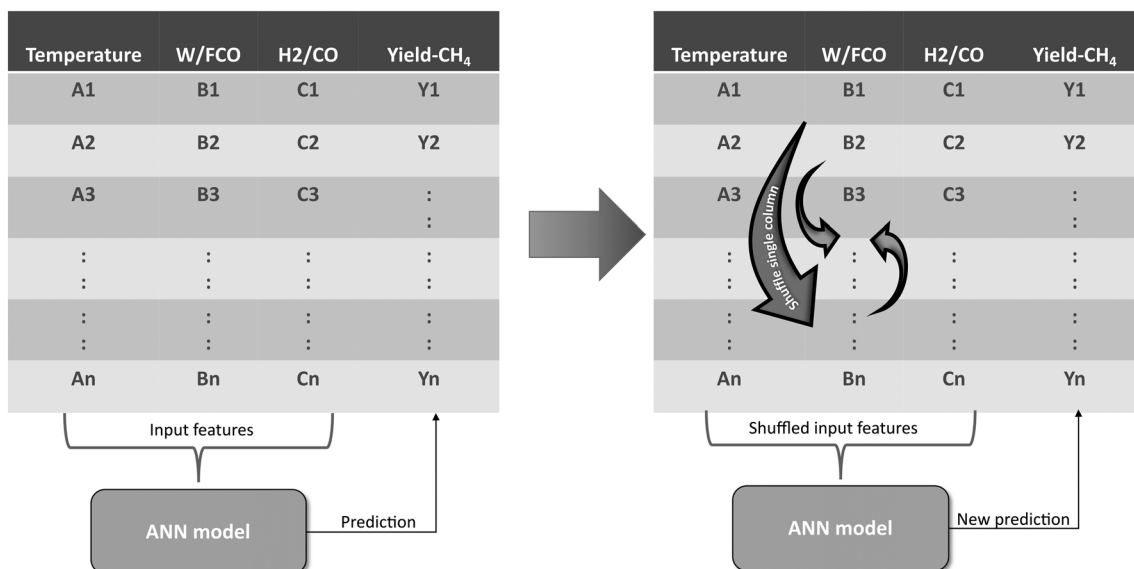 Temperature W/FCO H2/CO Yield-CH₄
A1 B1 C1 Y1
A2 B2 C2 Y2
A3 B3 C3 :
:
: : : :
: : : :
: : : :
: : : :
An Bn Cn Yn
Input features
ANN model
Prediction
Temperature W/FCO H2/CO Yield-CH₄
A1 B1 C1 Y1
A2 B2 C2 Y2
A3 B3 C3 :
:
: : : :
: : : :
: : : :
: : : :
An Bn Cn Yn
Shuffle single column
Shuffled input features
ANN model
New prediction